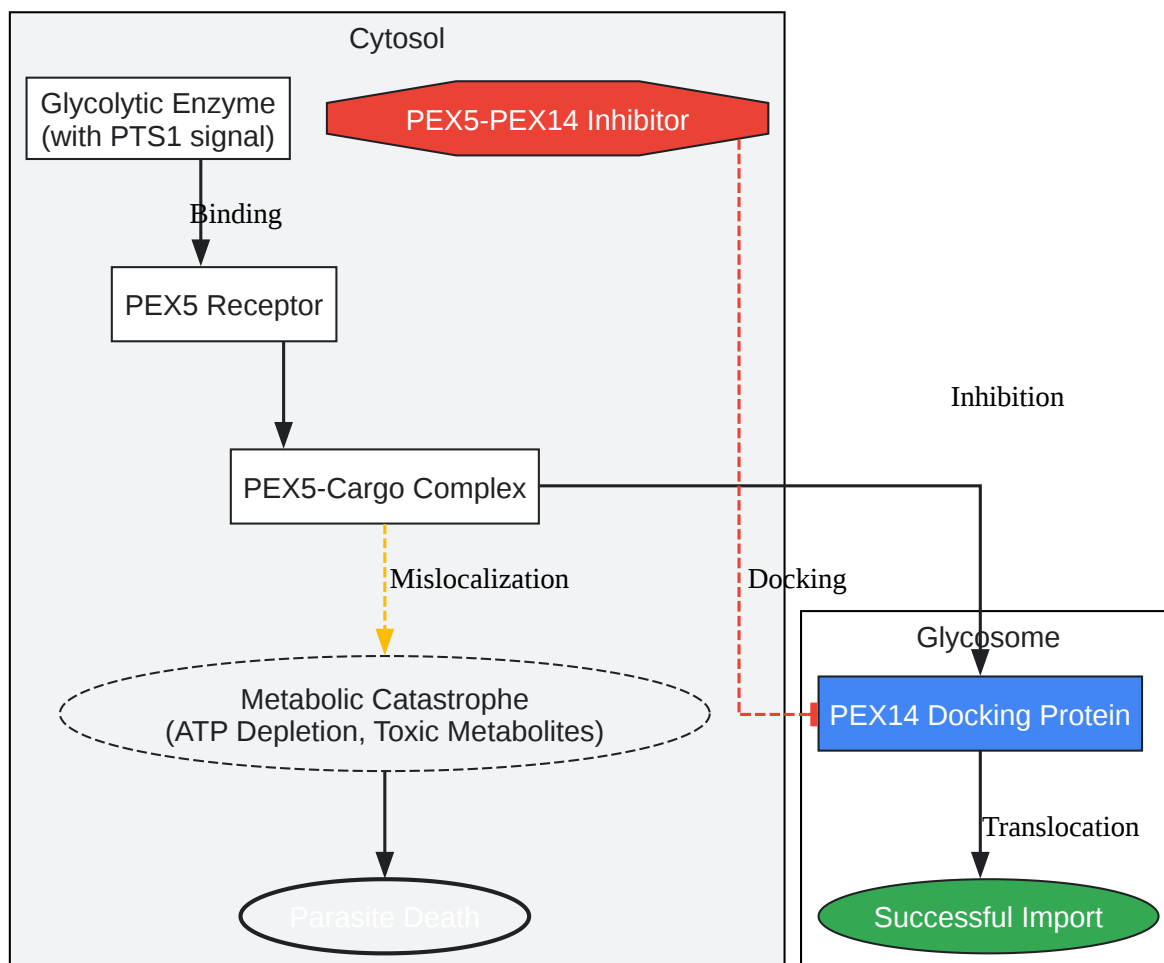 Cytosol
Glycolytic Enzyme
(with PTS1 signal)
PEX5-PEX14 Inhibitor
Binding
PEX5 Receptor
Inhibition
PEX5-Cargo Complex
Mislocalization
Docking
Glycosome
Metabolic Catastrophe
(ATP Depletion, Toxic Metabolites)
PEX14 Docking Protein
Translocation
Parasite Death
Successful Import